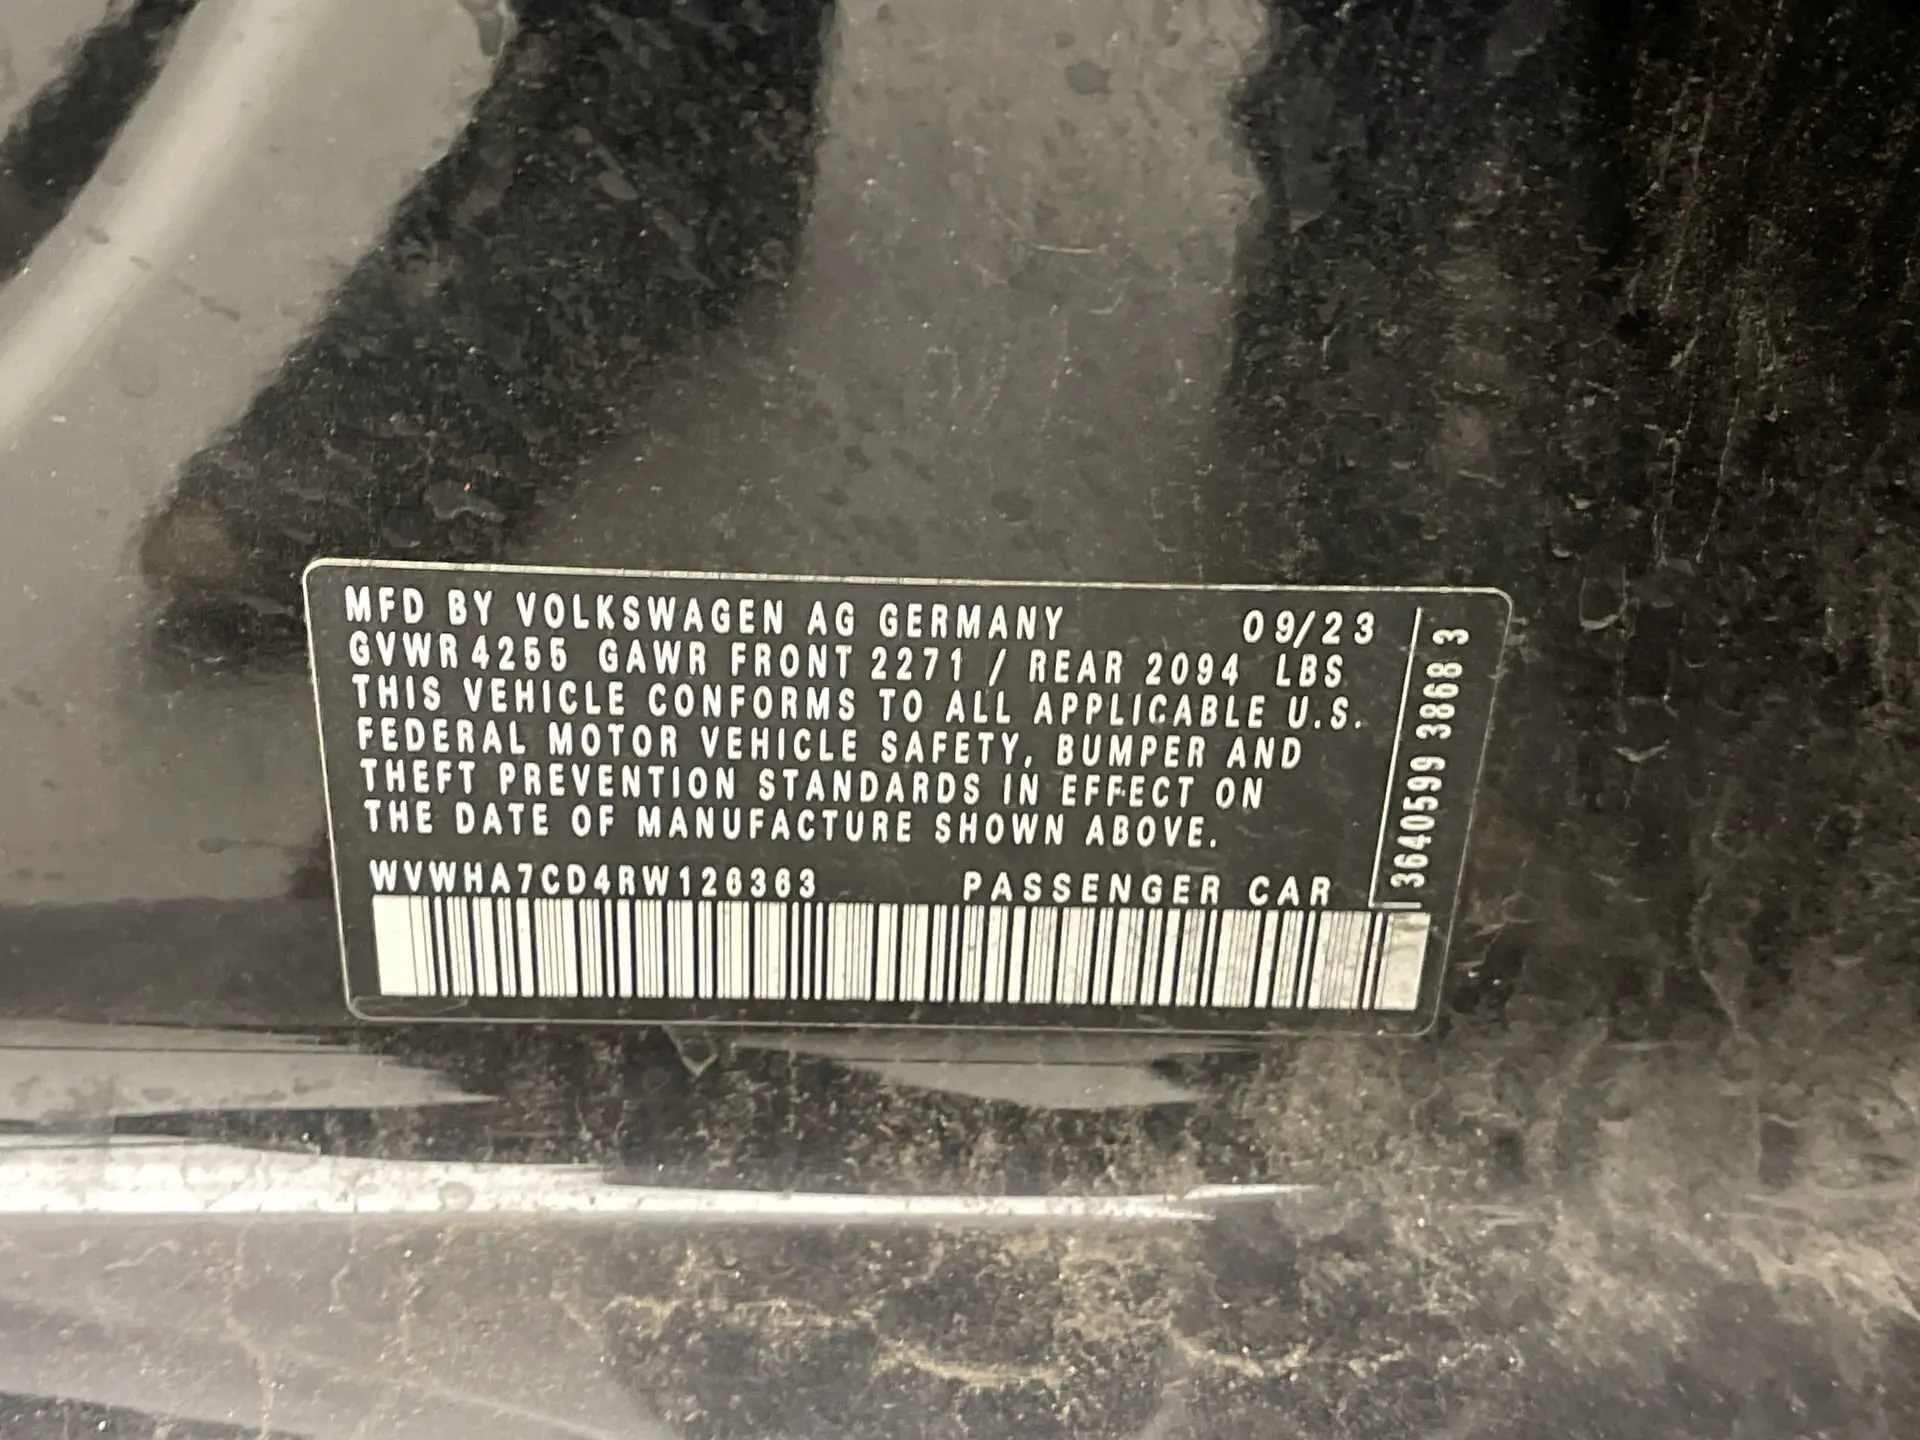 MFD BY VOLKSWAGEN AG GERMANY 09/23
GVWR 4255 GAWR FRONT 2271 / REAR 2094 LBS
THIS VEHICLE CONFORMS TO ALL APPLICABLE U.S.
FEDERAL MOTOR VEHICLE SAFETY, BUMPER AND
THEFT PREVENTION STANDARDS IN EFFECT ON
THE DATE OF MANUFACTURE SHOWN ABOVE.
WVWHA7CD4RW126363 PASSENGER CAR
3640599 38683 3